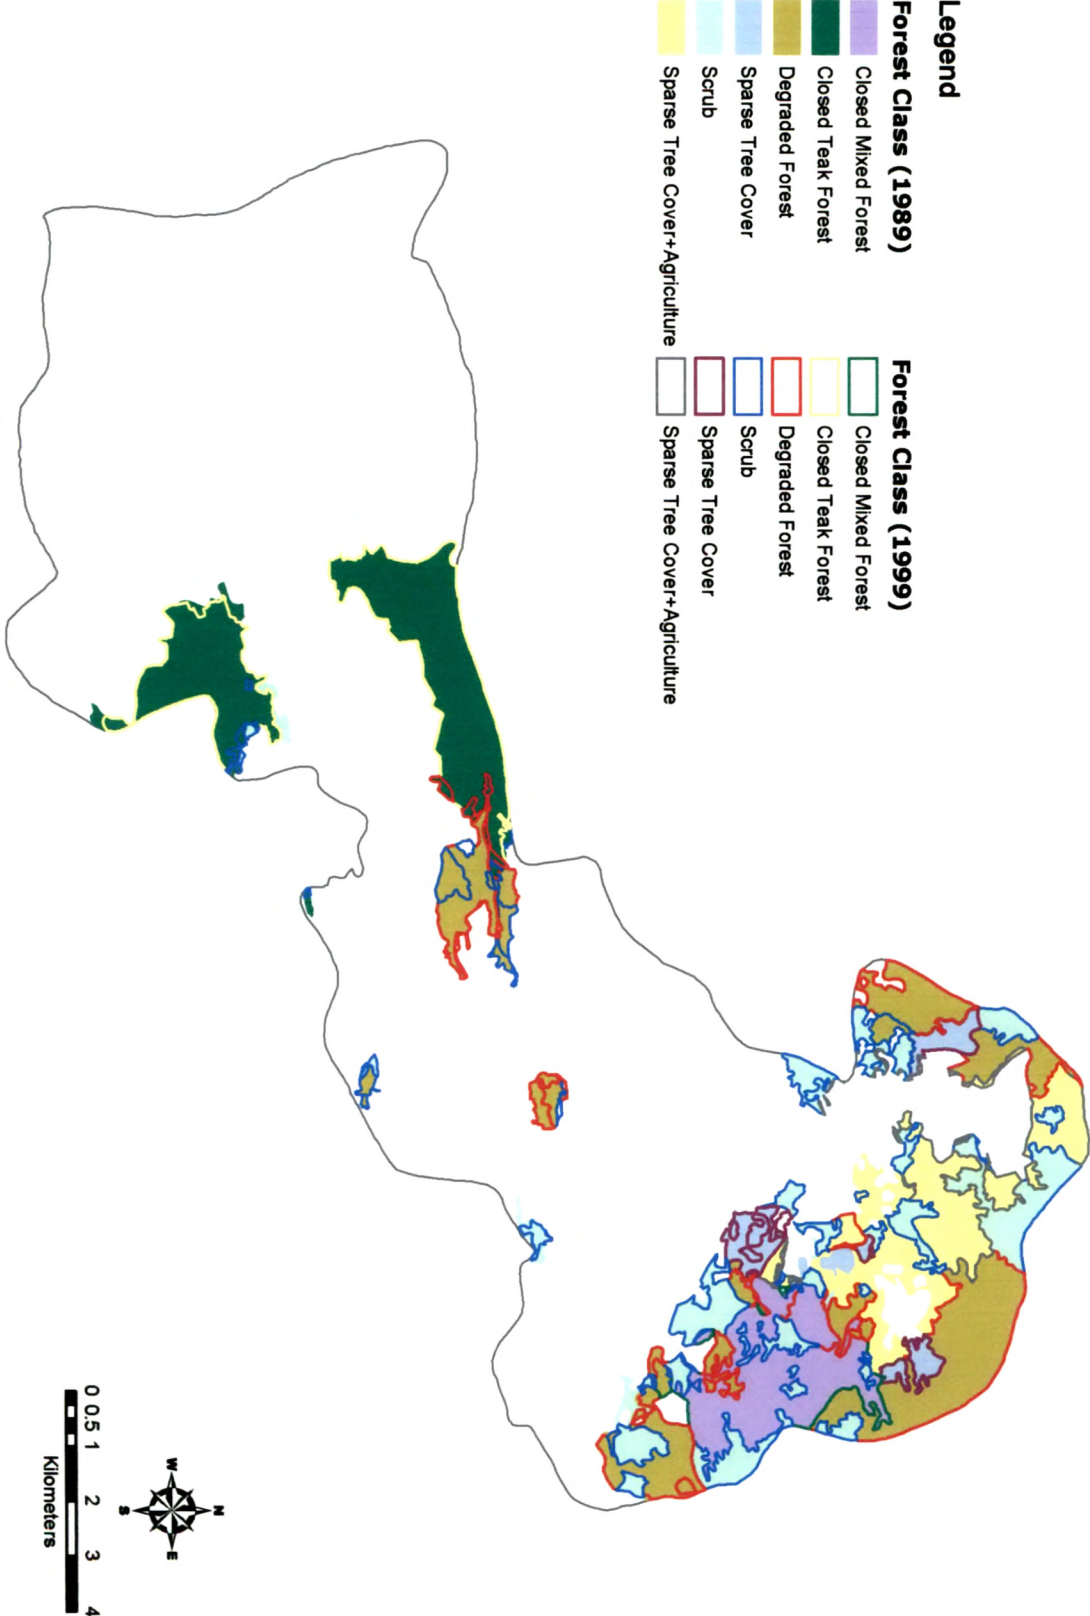 Legend
Forest Class (1989)
Closed Mixed Forest
Closed Teak Forest
Degraded Forest
Sparse Tree Cover
Scrub
Sparse Tree Cover+Agriculture
Forest Class (1999)
Closed Mixed Forest
Closed Teak Forest
Degraded Forest
Scrub
Sparse Tree Cover
Sparse Tree Cover+Agriculture
N
W E
S
0 0.5 1 2 3 4
Kilometers